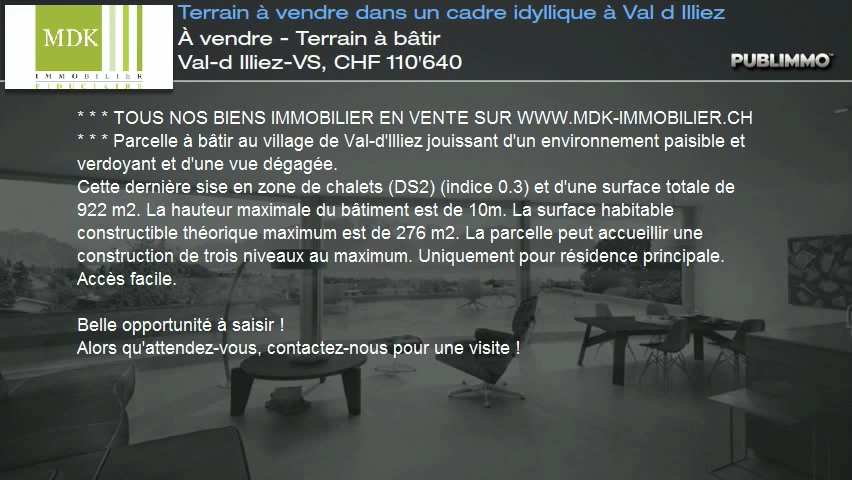 MDK
IMMOBILIER
FIDUCIAIRE
Terrain à vendre dans un cadre idyllique à Val d Illiez
À vendre - Terrain à bâtir
Val-d Illiez-VS, CHF 110'640
PUBLIMMO™
* * * TOUS NOS BIENS IMMOBILIER EN VENTE SUR WWW.MDK-IMMOBILIER.CH
* * * Parcelle à bâtir au village de Val-d'Illiez jouissant d'un environnement paisible et
verdoyant et d'une vue dégagée.
Cette dernière sise en zone de chalets (DS2) (indice 0.3) et d'une surface totale de
922 m2. La hauteur maximale du bâtiment est de 10m. La surface habitable
constructible théorique maximum est de 276 m2. La parcelle peut accueillir une
construction de trois niveaux au maximum. Uniquement pour résidence principale.
Accès facile.
Belle opportunité à saisir !
Alors qu'attendez-vous, contactez-nous pour une visite !